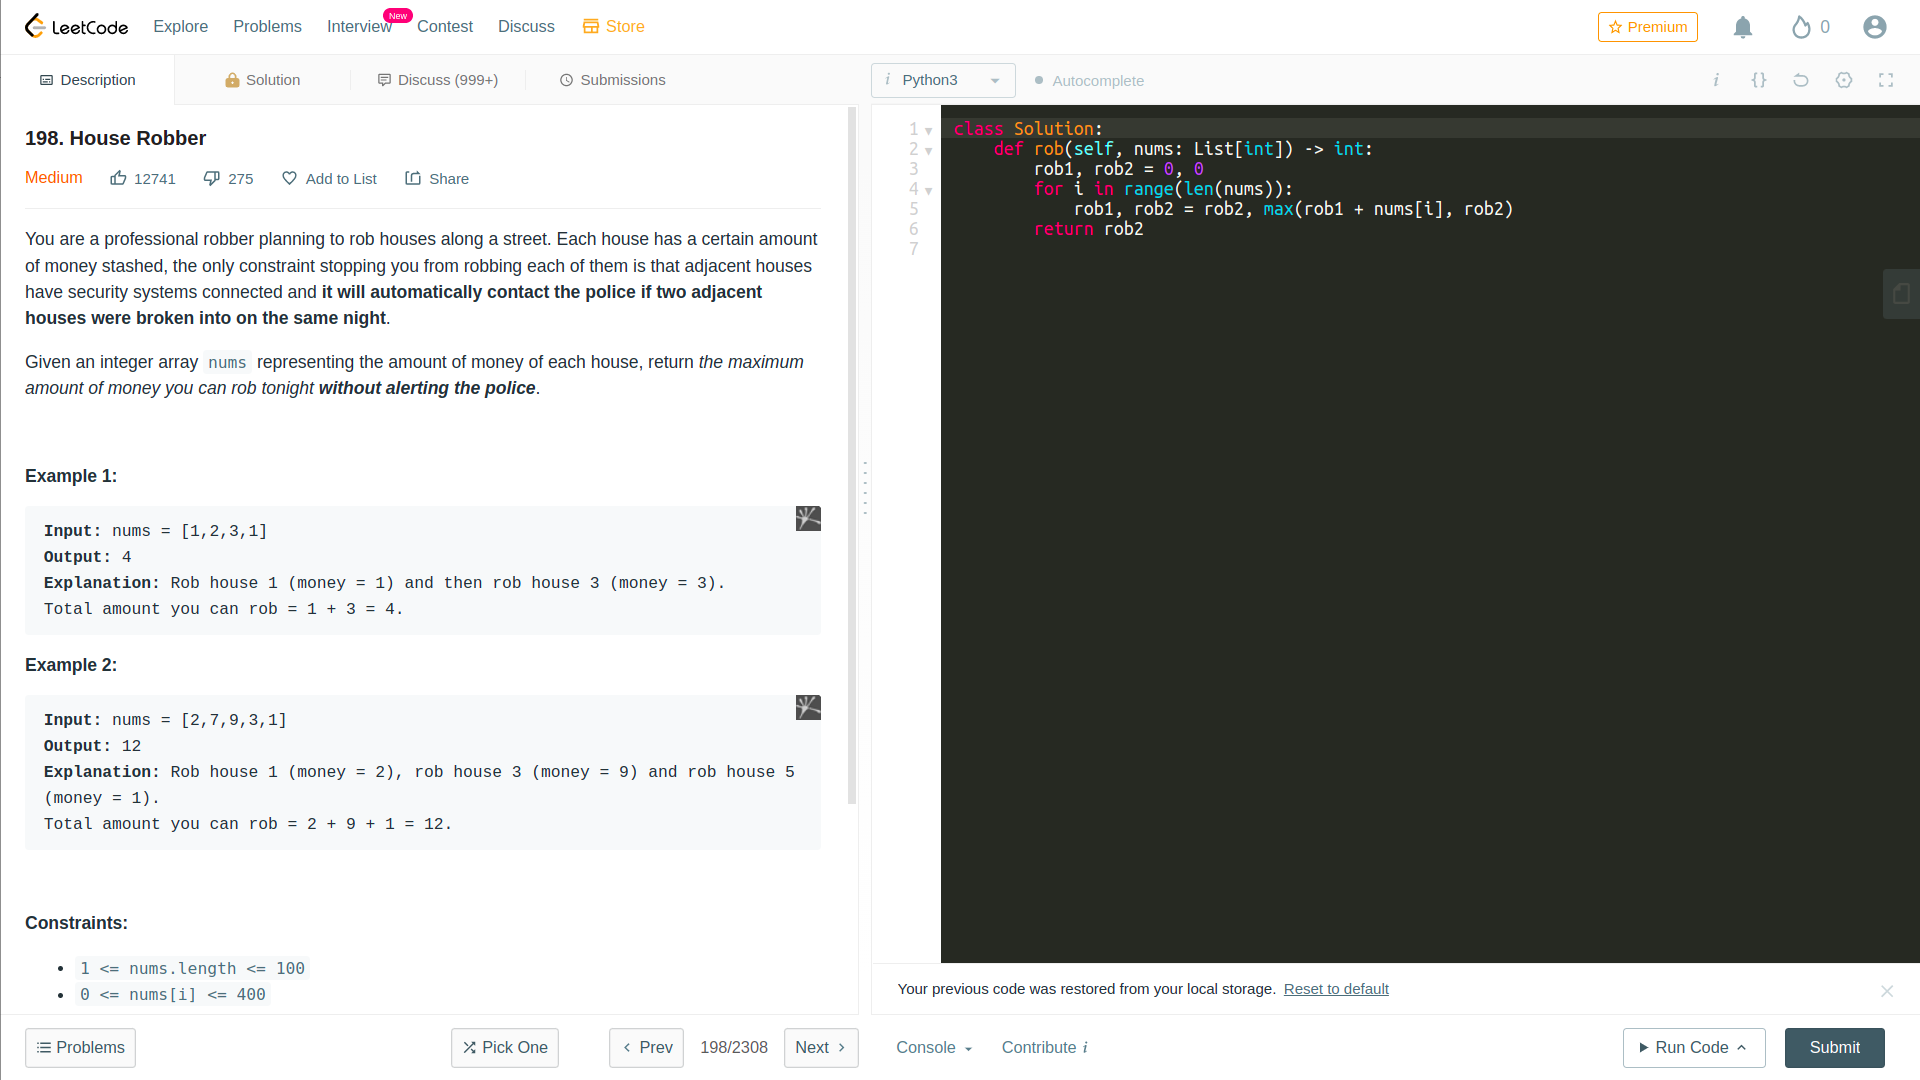 LeetCode Explore Problems Interview New Contest Discuss Store Premium 0
Description Solution Discuss (999+) Submissions
i Python3 Autocomplete i {}
198. House Robber
Medium 12741 275 Add to List Share
You are a professional robber planning to rob houses along a street. Each house has a certain amount
of money stashed, the only constraint stopping you from robbing each of them is that adjacent houses
have security systems connected and it will automatically contact the police if two adjacent
houses were broken into on the same night.
Given an integer array nums representing the amount of money of each house, return the maximum
amount of money you can rob tonight without alerting the police.
Example 1:
Input: nums = [1,2,3,1]
Output: 4
Explanation: Rob house 1 (money = 1) and then rob house 3 (money = 3).
Total amount you can rob = 1 + 3 = 4.
Example 2:
Input: nums = [2,7,9,3,1]
Output: 12
Explanation: Rob house 1 (money = 2), rob house 3 (money = 9) and rob house 5
(money = 1).
Total amount you can rob = 2 + 9 + 1 = 12.
Constraints:
1 <= nums.length <= 100
0 <= nums[i] <= 400
1 class Solution:
2     def rob(self, nums: List[int]) -> int:
3         rob1, rob2 = 0, 0
4         for i in range(len(nums)):
5             rob1, rob2 = rob2, max(rob1 + nums[i], rob2)
6         return rob2
7
Your previous code was restored from your local storage. Reset to default
Problems Pick One Prev 198/2308 Next Console Contribute i Run Code Submit